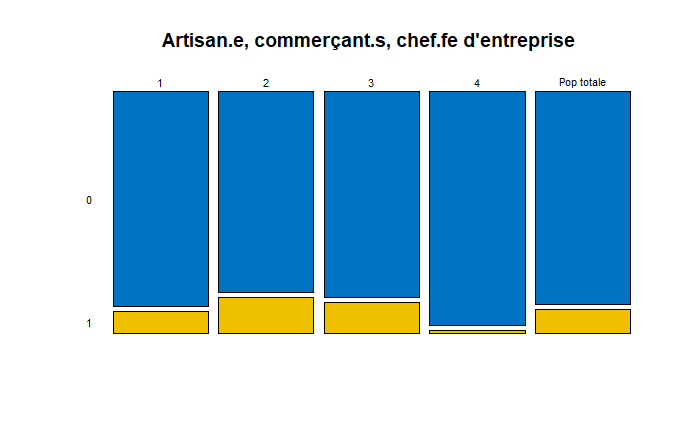 Artisan.e, commerçant.s, chef.fe d'entreprise
1 2 3 4 Pop totale
0
1